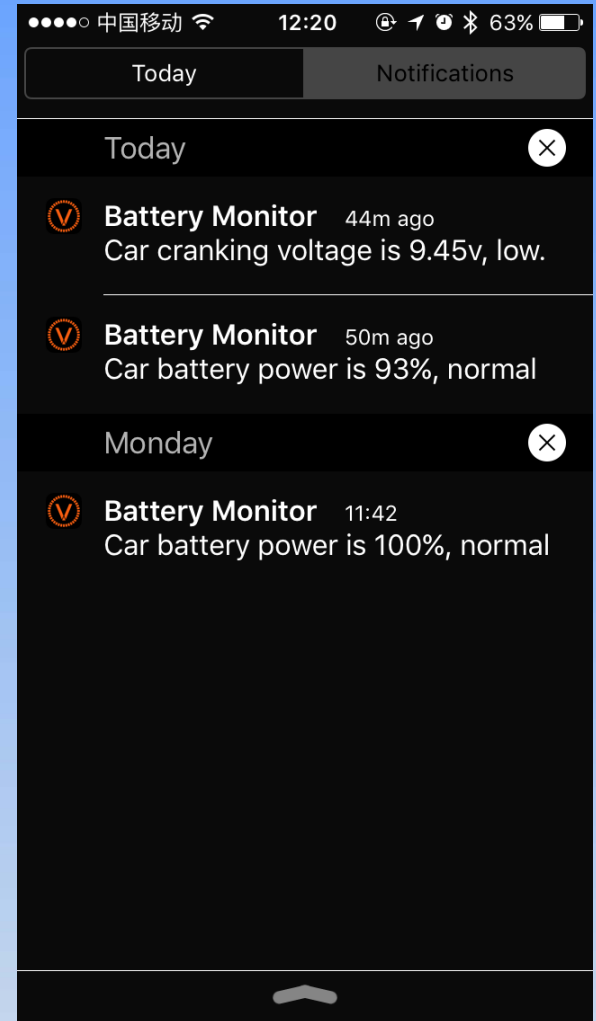 中国移动 12:20 63%
Today Notifications
Today
Battery Monitor 44m ago
Car cranking voltage is 9.45v, low.
Battery Monitor 50m ago
Car battery power is 93%, normal
Monday
Battery Monitor 11:42
Car battery power is 100%, normal